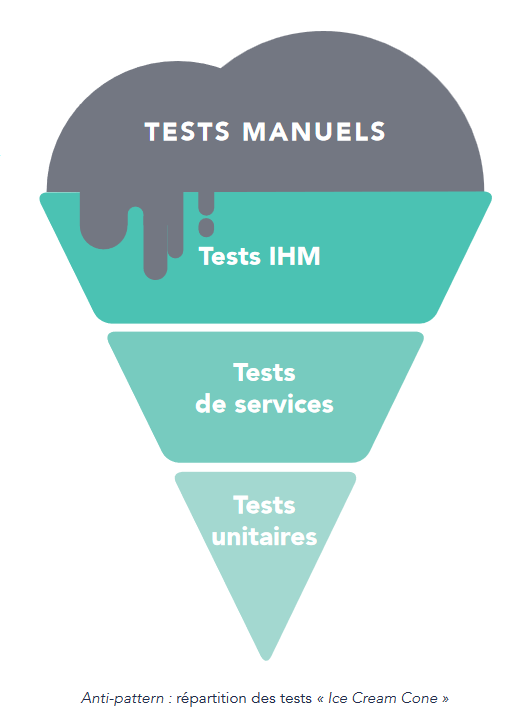 TESTS MANUELS
Tests IHM
Tests
de services
Tests
unitaires
Anti-pattern : répartition des tests « Ice Cream Cone »